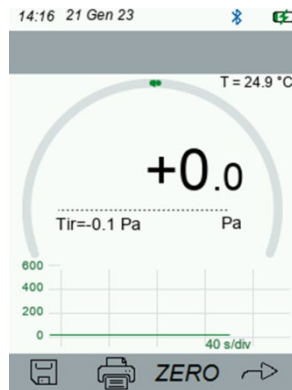 14:16 21 Gen 23
T = 24.9 °C
+0.0
Tir=-0.1 Pa Pa
600
400
200
0
40 s/div
ZERO